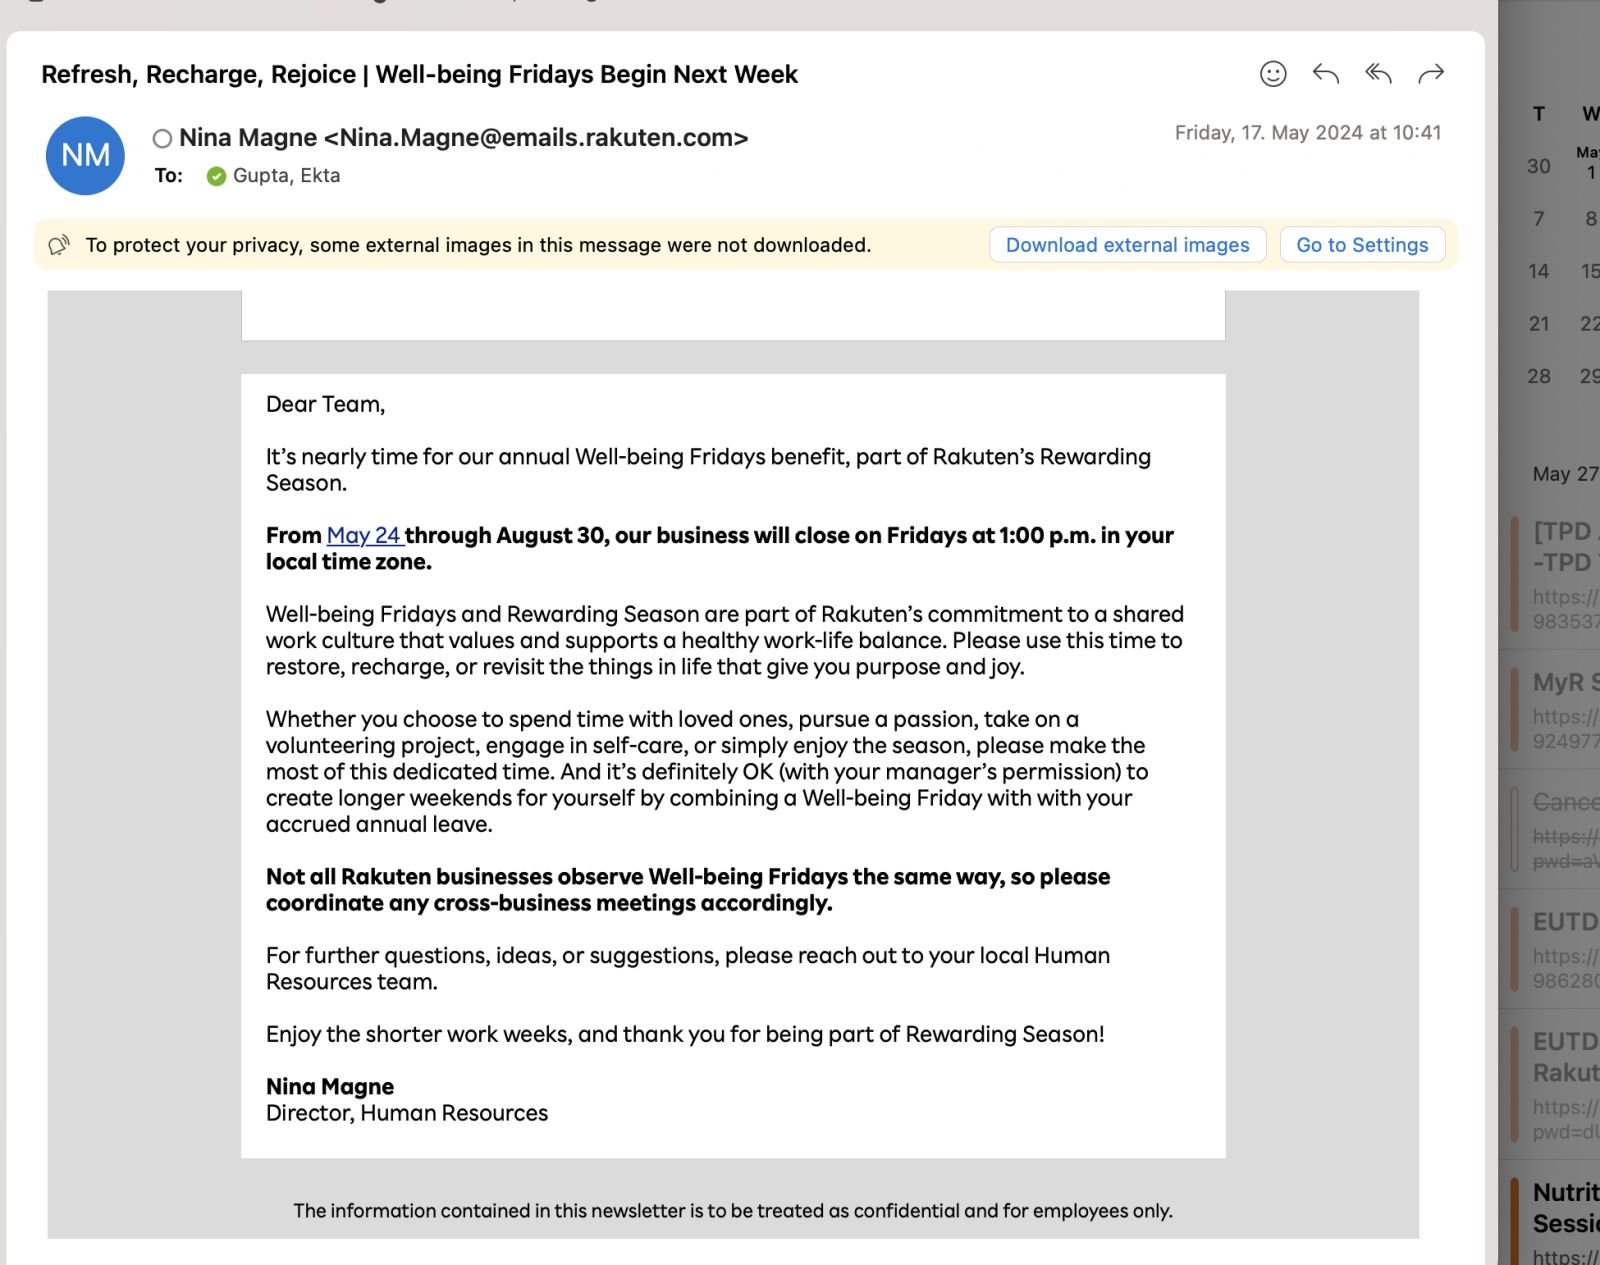 Refresh, Recharge, Rejoice | Well-being Fridays Begin Next Week
NM
Nina Magne <Nina.Magne@emails.rakuten.com>
Friday, 17. May 2024 at 10:41
To: Gupta, Ekta
To protect your privacy, some external images in this message were not downloaded.
Download external images
Go to Settings
Dear Team,
It's nearly time for our annual Well-being Fridays benefit, part of Rakuten's Rewarding
Season.
From May 24 through August 30, our business will close on Fridays at 1:00 p.m. in your
local time zone.
Well-being Fridays and Rewarding Season are part of Rakuten's commitment to a shared
work culture that values and supports a healthy work-life balance. Please use this time to
restore, recharge, or revisit the things in life that give you purpose and joy.
Whether you choose to spend time with loved ones, pursue a passion, take on a
volunteering project, engage in self-care, or simply enjoy the season, please make the
most of this dedicated time. And it's definitely OK (with your manager's permission) to
create longer weekends for yourself by combining a Well-being Friday with with your
accrued annual leave.
Not all Rakuten businesses observe Well-being Fridays the same way, so please
coordinate any cross-business meetings accordingly.
For further questions, ideas, or suggestions, please reach out to your local Human
Resources team.
Enjoy the shorter work weeks, and thank you for being part of Rewarding Season!
Nina Magne
Director, Human Resources
The information contained in this newsletter is to be treated as confidential and for employees only.
T W
May
30 1
7 8
14 15
21 22
28 29
May 27
[TPD
-TPD
https://
983537
MyR S
https://
924977
Cance
https://
pwd=aV
EUTD
https://
986280
EUTD
Rakut
https://
pwd=dU
Nutrit
Sessi
https://